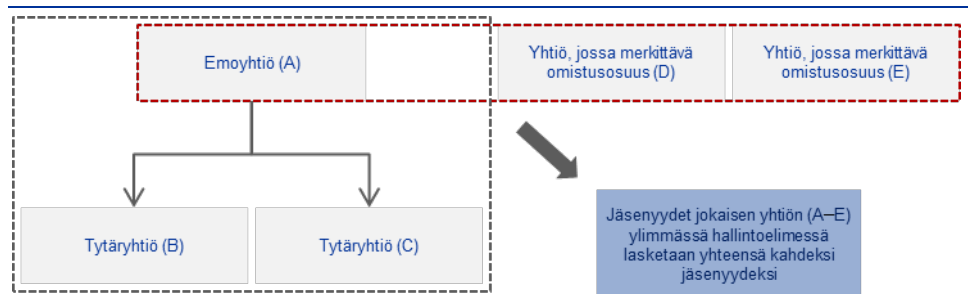 Emoyhtiö (A)
Yhtiö, jossa merkittävä
omistusosuus (D)
Yhtiö, jossa merkittävä
omistusosuus (E)
Tytäryhtiö (B)
Tytäryhtiö (C)
Jäsenyydet jokaisen yhtiön (A–E)
ylimmässä hallintoelimessä
lasketaan yhteensä kahdeksi
jäsenyydeksi